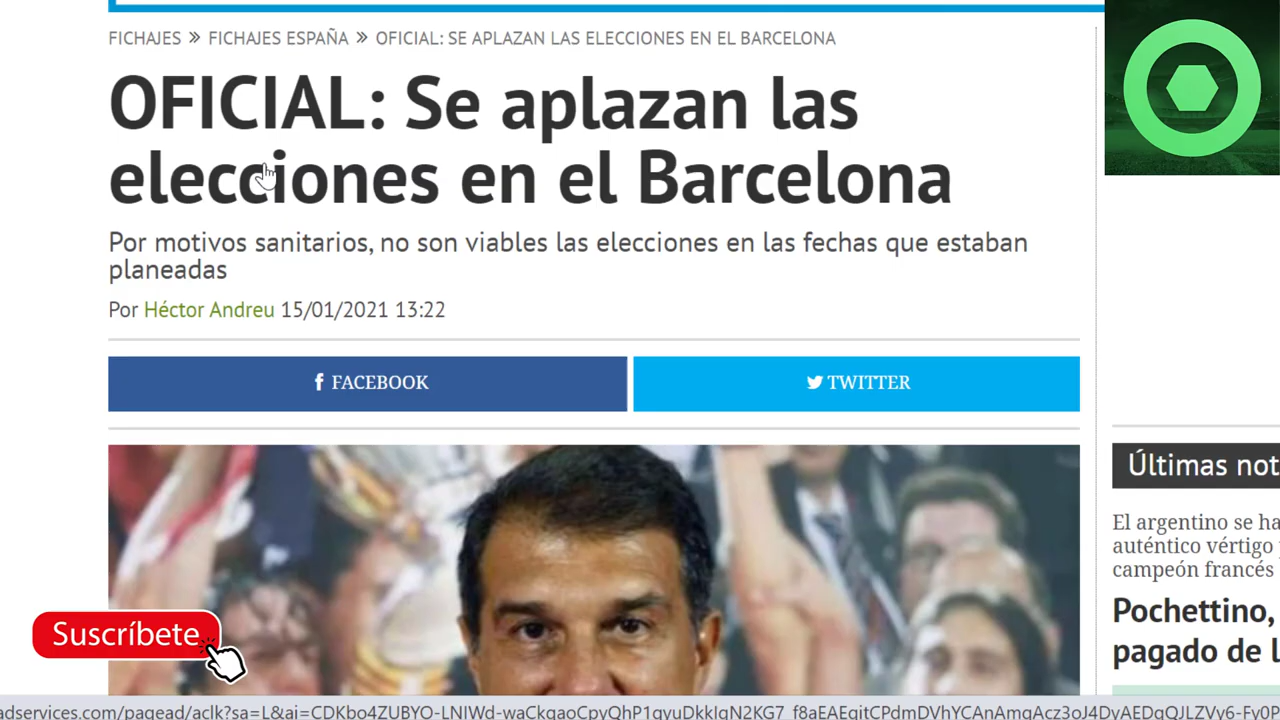 FICHAJES » FICHAJES ESPAÑA » OFICIAL: SE APLAZAN LAS ELECCIONES EN EL BARCELONA
OFICIAL: Se aplazan las
elecciones en el Barcelona
Por motivos sanitarios, no son viables las elecciones en las fechas que estaban
planeadas
Por Héctor Andreu 15/01/2021 13:22
FACEBOOK
TWITTER
Últimas not
El argentino se ha
auténtico vértigo
campeón francés
Pochettino,
pagado de l
Suscríbete